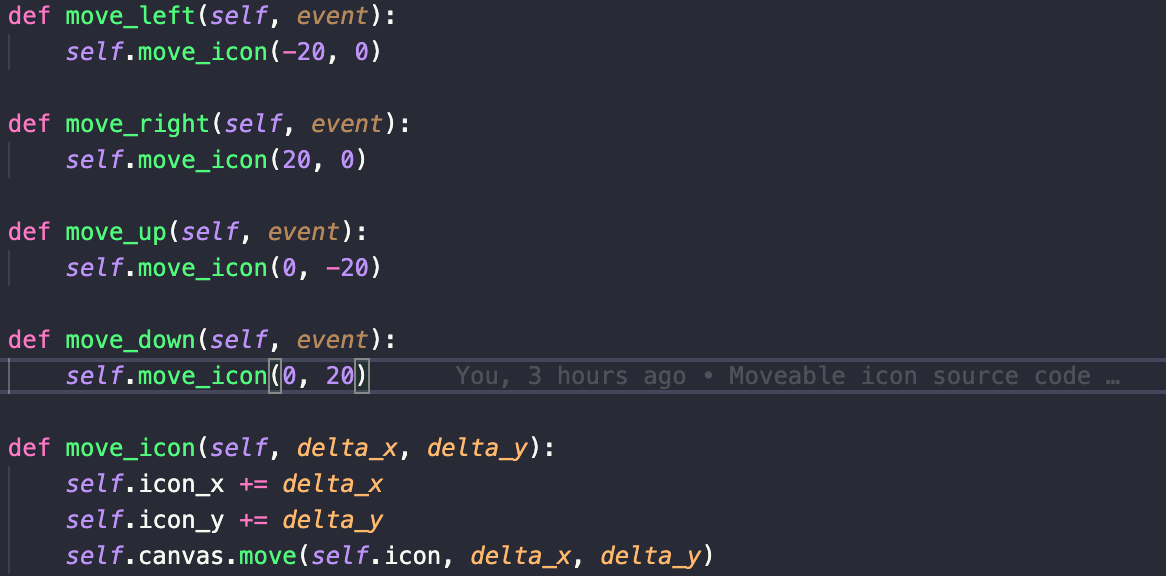 def move_left(self, event):
    self.move_icon(-20, 0)
def move_right(self, event):
    self.move_icon(20, 0)
def move_up(self, event):
    self.move_icon(0, -20)
def move_down(self, event):
    self.move_icon(0, 20)    You, 3 hours ago • Moveable icon source code …
def move_icon(self, delta_x, delta_y):
    self.icon_x += delta_x
    self.icon_y += delta_y
    self.canvas.move(self.icon, delta_x, delta_y)